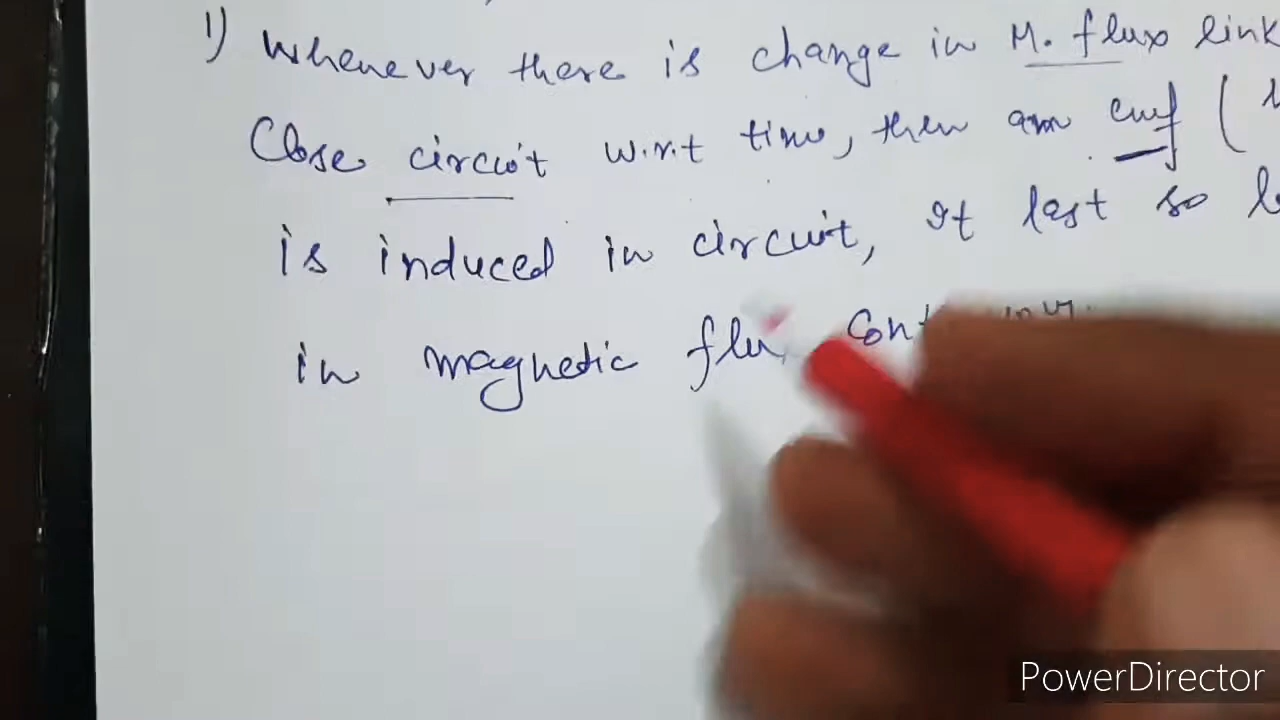 1) Whenever there is change in M. flux link
Close circuit w.r.t time, then am emf (
is induced in circuit, It last so
in magnetic flux
PowerDirector